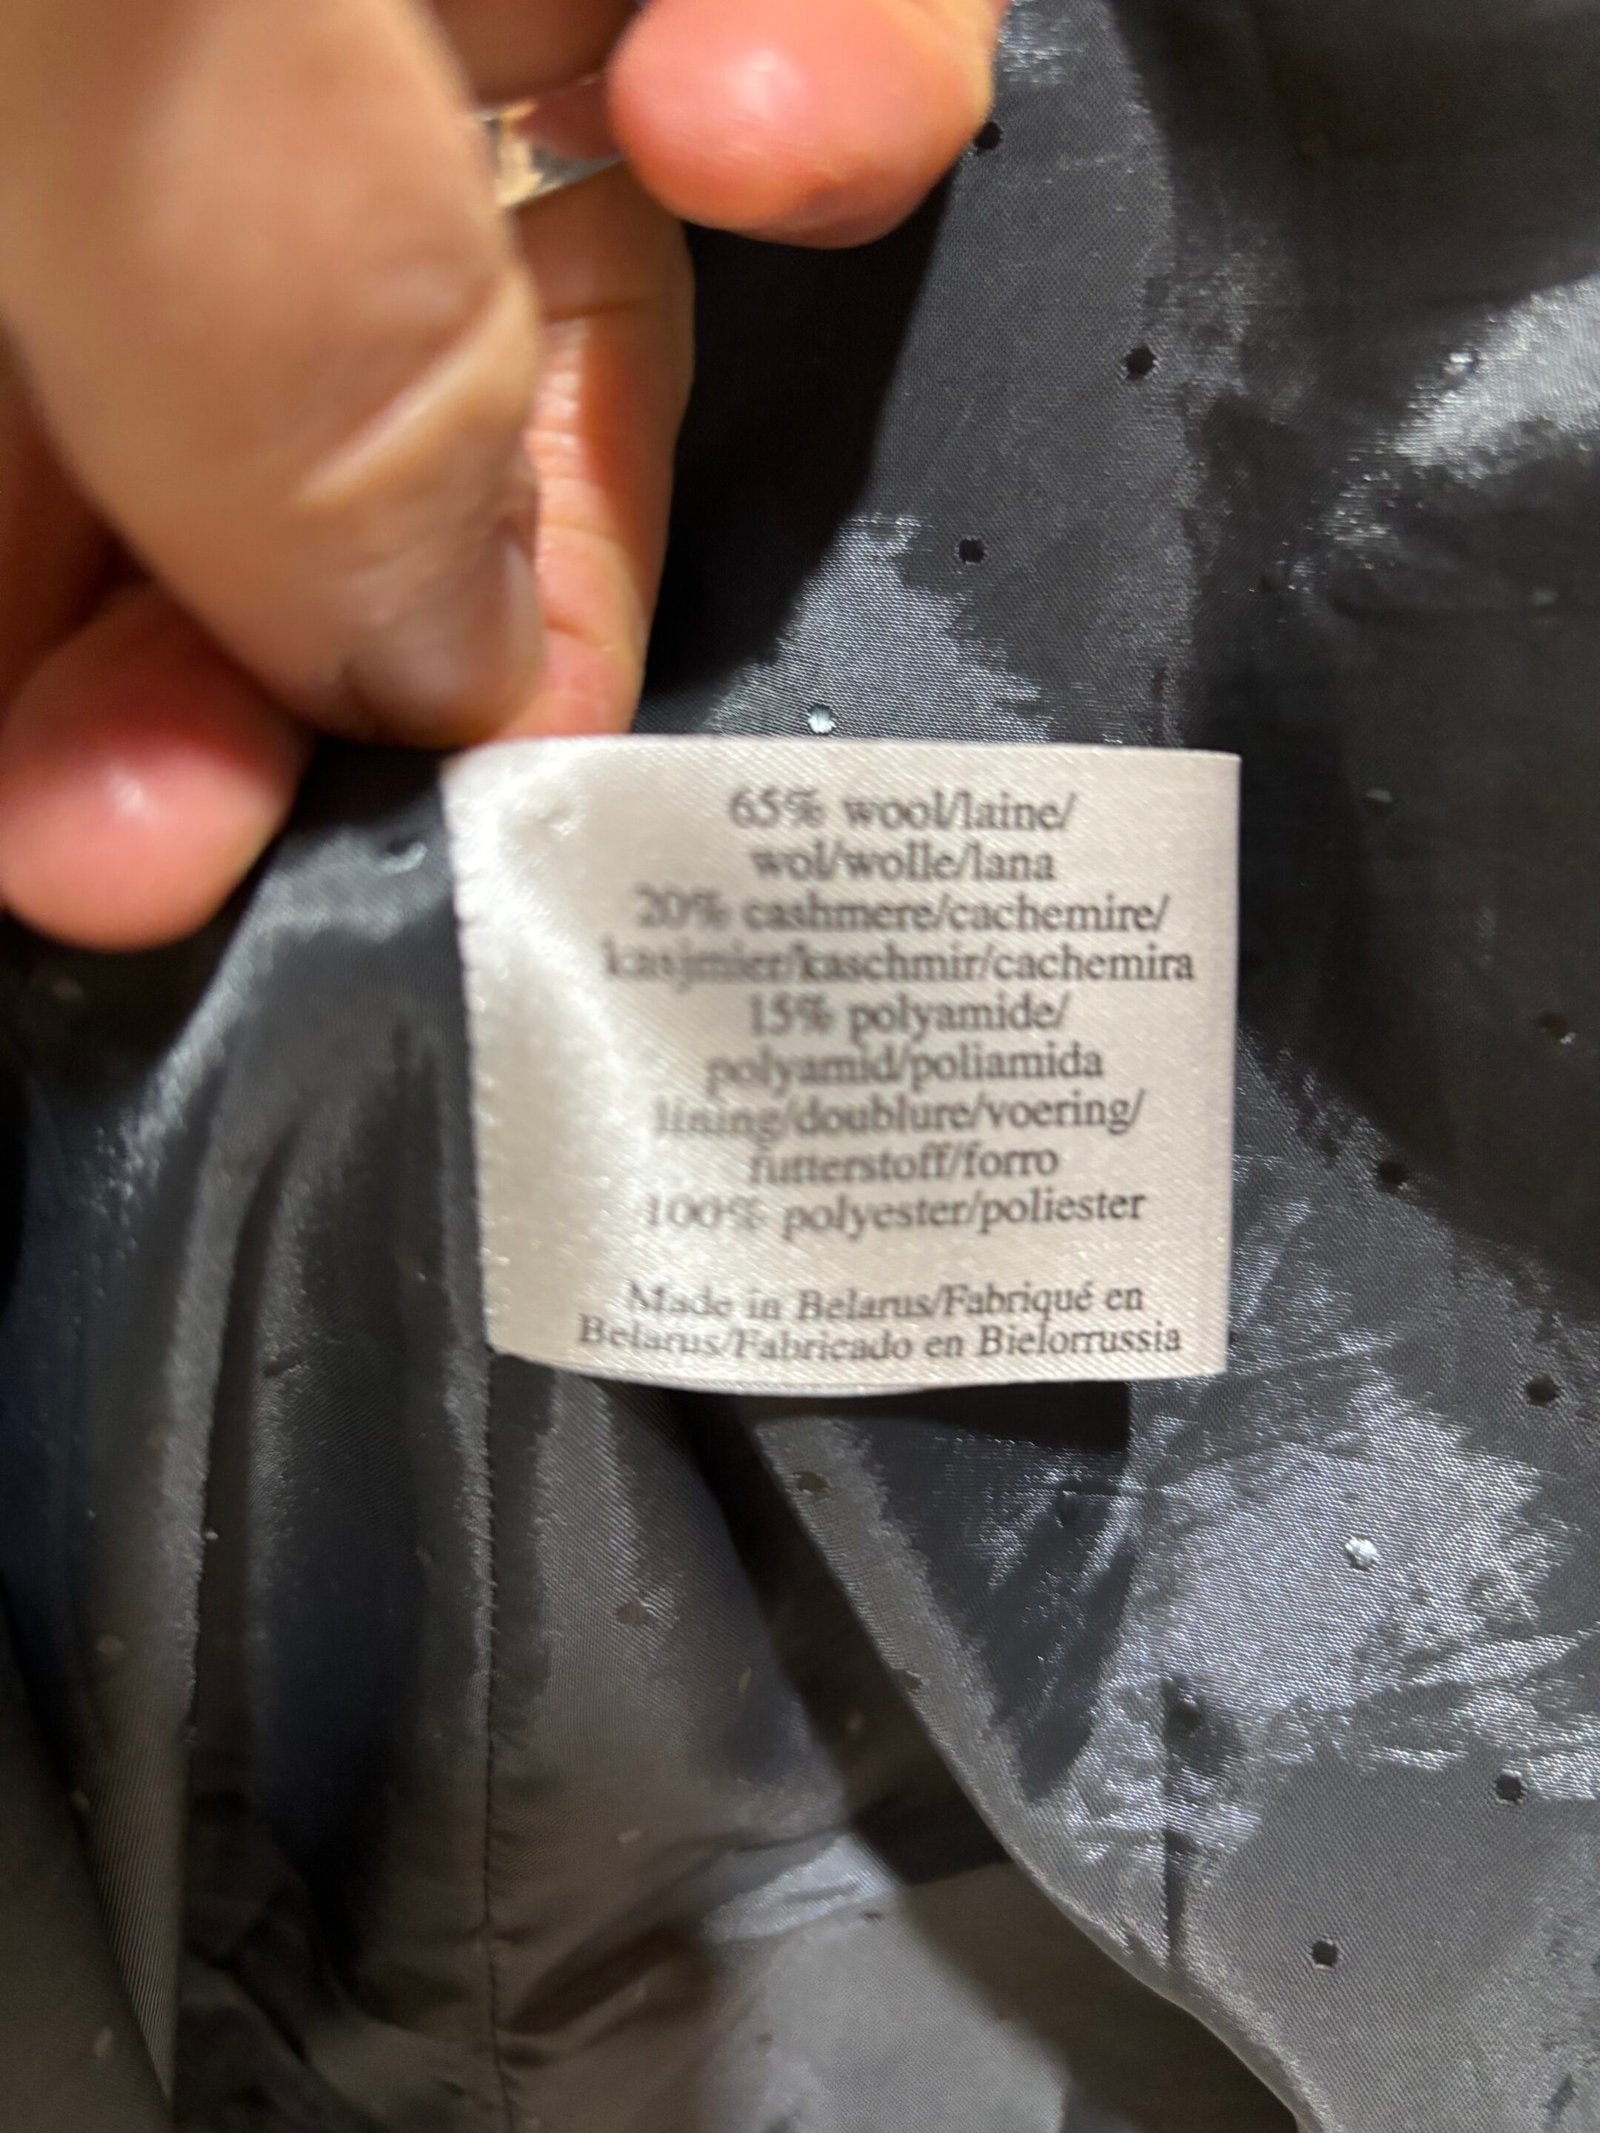 65% wool/laine/
wol/wolle/lana
20% cashmere/cachemire/
kasjmier/kaschmir/cachemira
15% polyamide/
polyamid/poliamida
lining/doublure/voering/
futterstoff/forro
100% polyester/poliester
Made in Belarus/Fabriqué en
Belarus/Fabricado en Bielorrussia